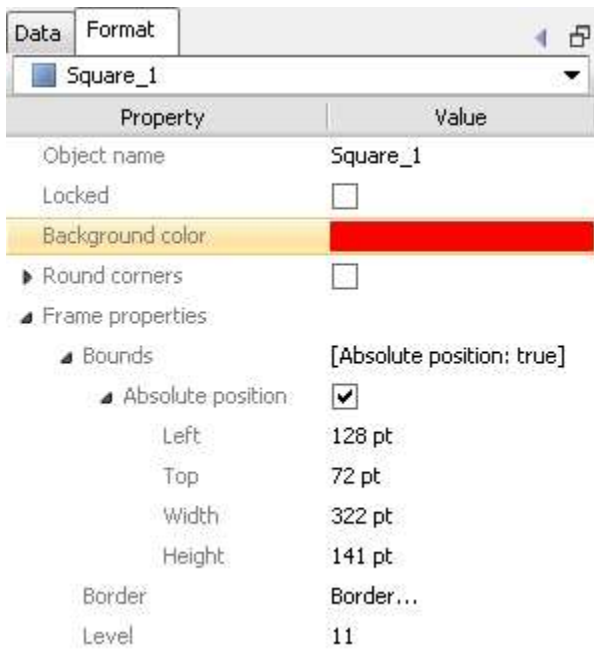 Data Format
Square_1
Property Value
Object name Square_1
Locked
Background color
Round corners
Frame properties
Bounds [Absolute position: true]
Absolute position
Left 128 pt
Top 72 pt
Width 322 pt
Height 141 pt
Border Border...
Level 11